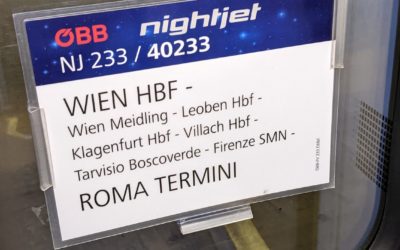 ÖBB nightjet
NJ 233 / 40233
WIEN HBF -
Wien Meidling - Leoben Hbf -
Klagenfurt Hbf - Villach Hbf -
Tarvisio Boscoverde - Firenze SMN -
ROMA TERMINI